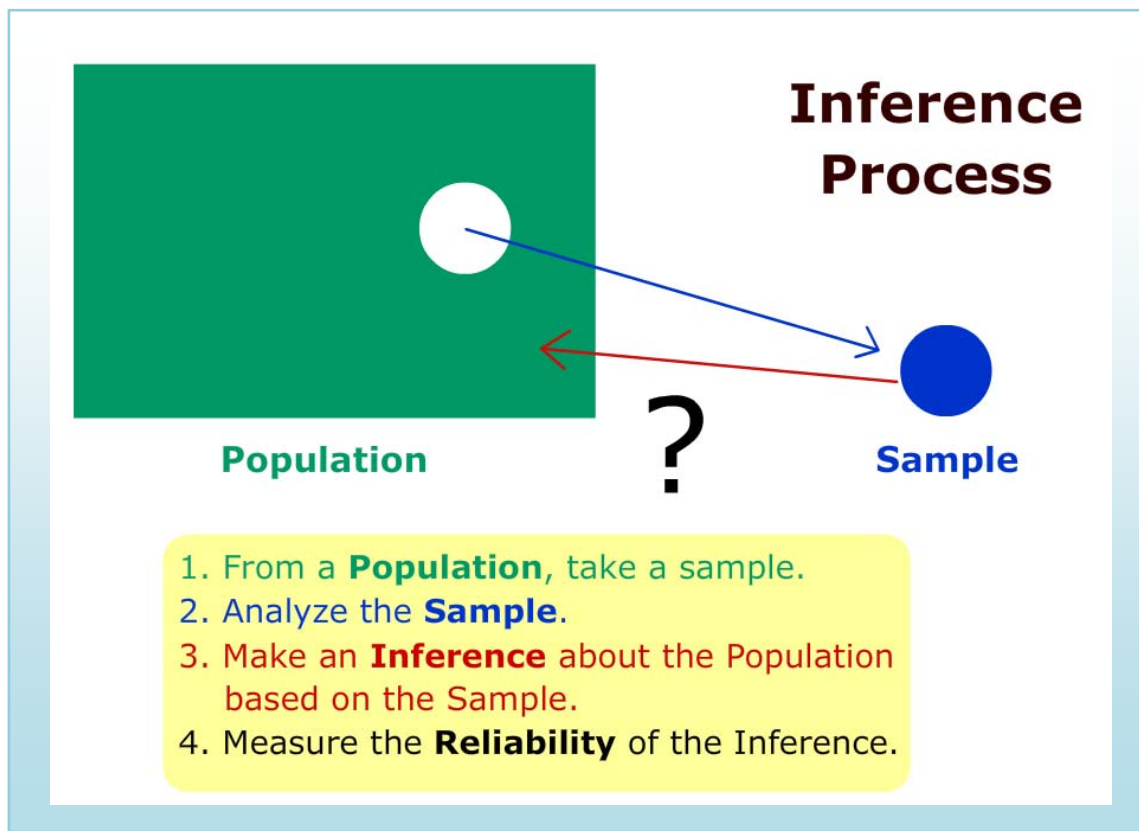 Inference
Process
?
Population
Sample
1. From a Population, take a sample.
2. Analyze the Sample.
3. Make an Inference about the Population
based on the Sample.
4. Measure the Reliability of the Inference.